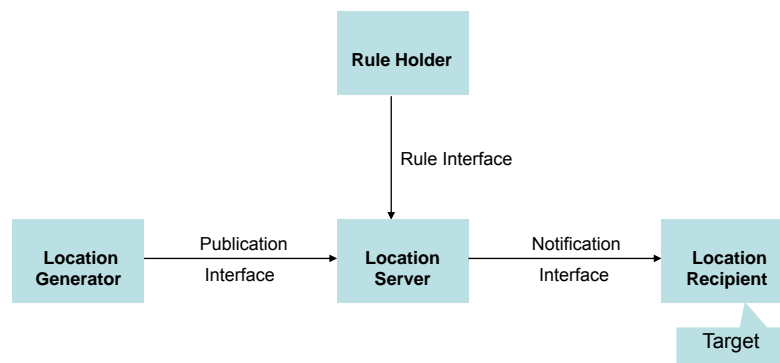 Rule Holder
Rule Interface
Location
Generator
Publication
Interface
Location
Server
Notification
Interface
Location
Recipient
Target